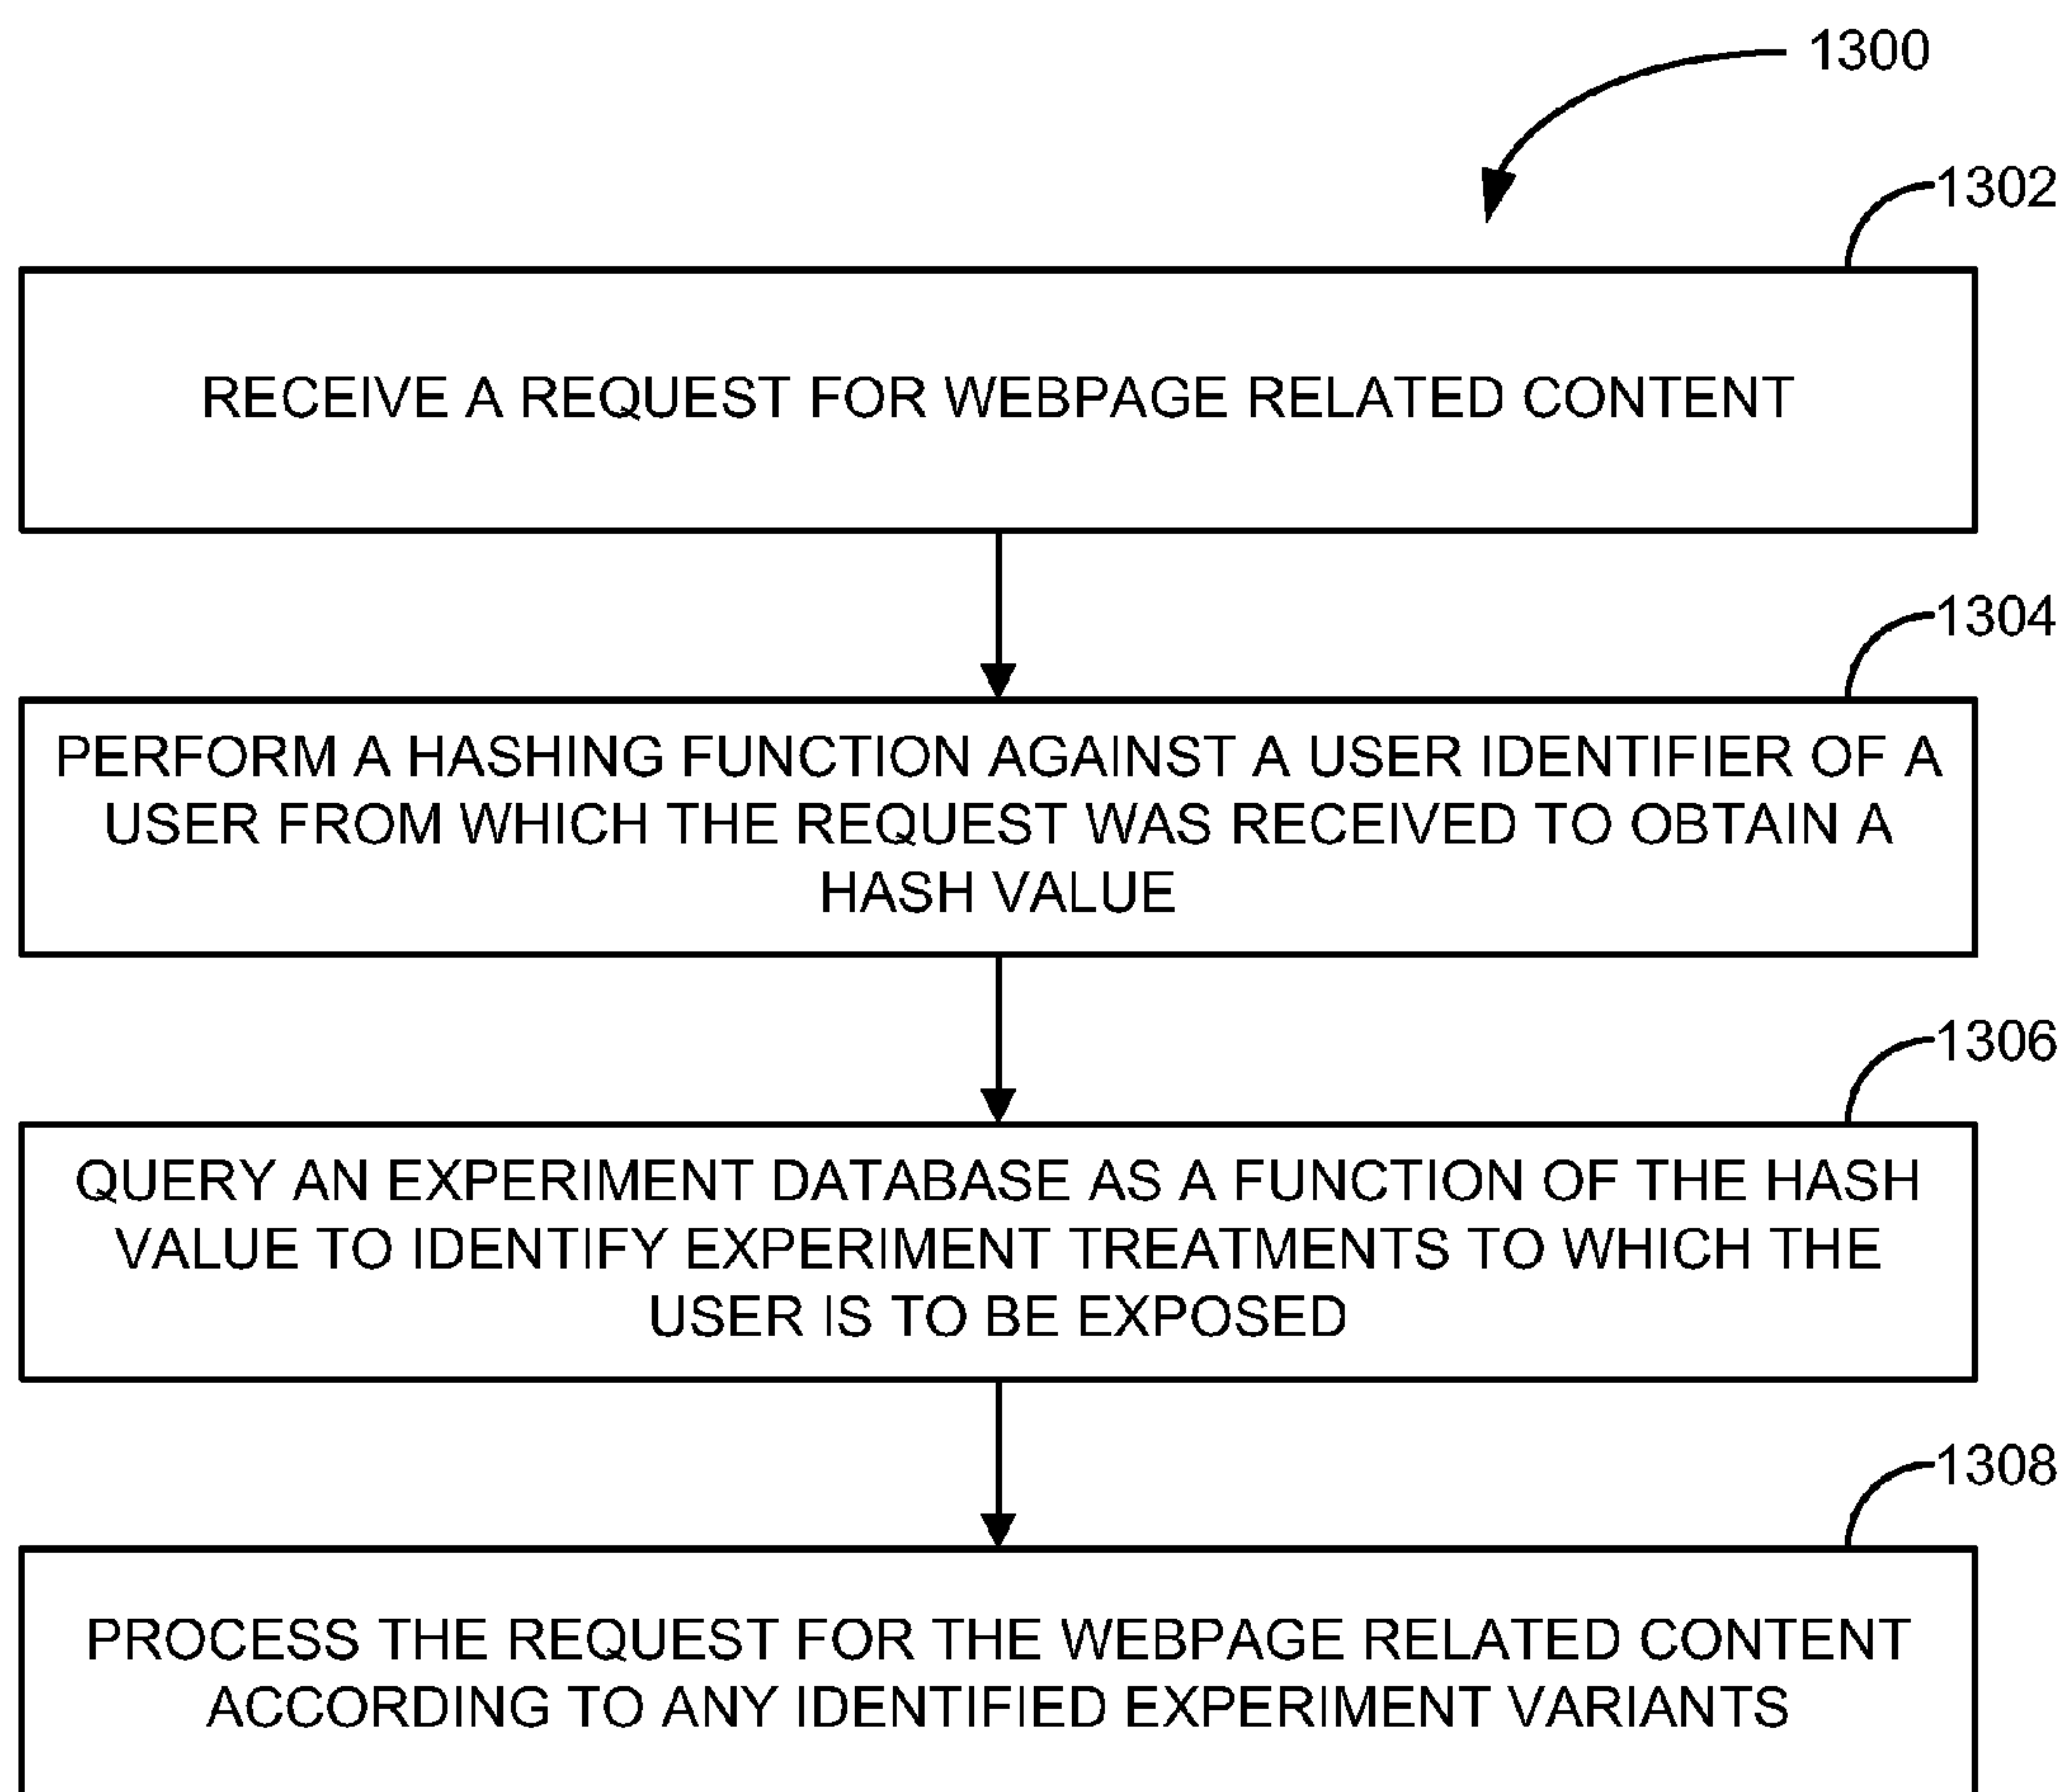 1300
1302
RECEIVE A REQUEST FOR WEBPAGE RELATED CONTENT
1304
PERFORM A HASHING FUNCTION AGAINST A USER IDENTIFIER OF A
USER FROM WHICH THE REQUEST WAS RECEIVED TO OBTAIN A
HASH VALUE
1306
QUERY AN EXPERIMENT DATABASE AS A FUNCTION OF THE HASH
VALUE TO IDENTIFY EXPERIMENT TREATMENTS TO WHICH THE
USER IS TO BE EXPOSED
1308
PROCESS THE REQUEST FOR THE WEBPAGE RELATED CONTENT
ACCORDING TO ANY IDENTIFIED EXPERIMENT VARIANTS